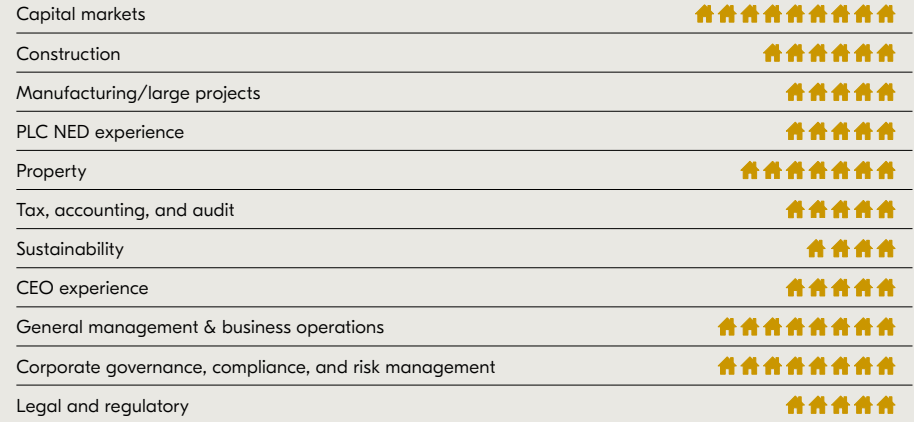 Capital markets
Construction
Manufacturing/large projects
PLC NED experience
Property
Tax, accounting, and audit
Sustainability
CEO experience
General management & business operations
Corporate governance, compliance, and risk management
Legal and regulatory